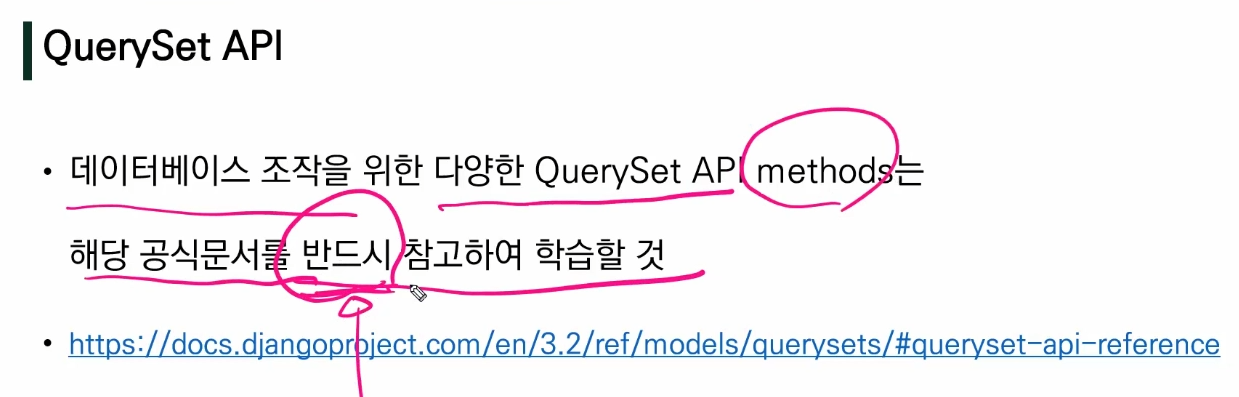 QuerySet API
• 데이터베이스 조작을 위한 다양한 QuerySet API methods는
해당 공식문서를 반드시 참고하여 학습할 것
• https://docs.djangoproject.com/en/3.2/ref/models/querysets/#queryset-api-reference